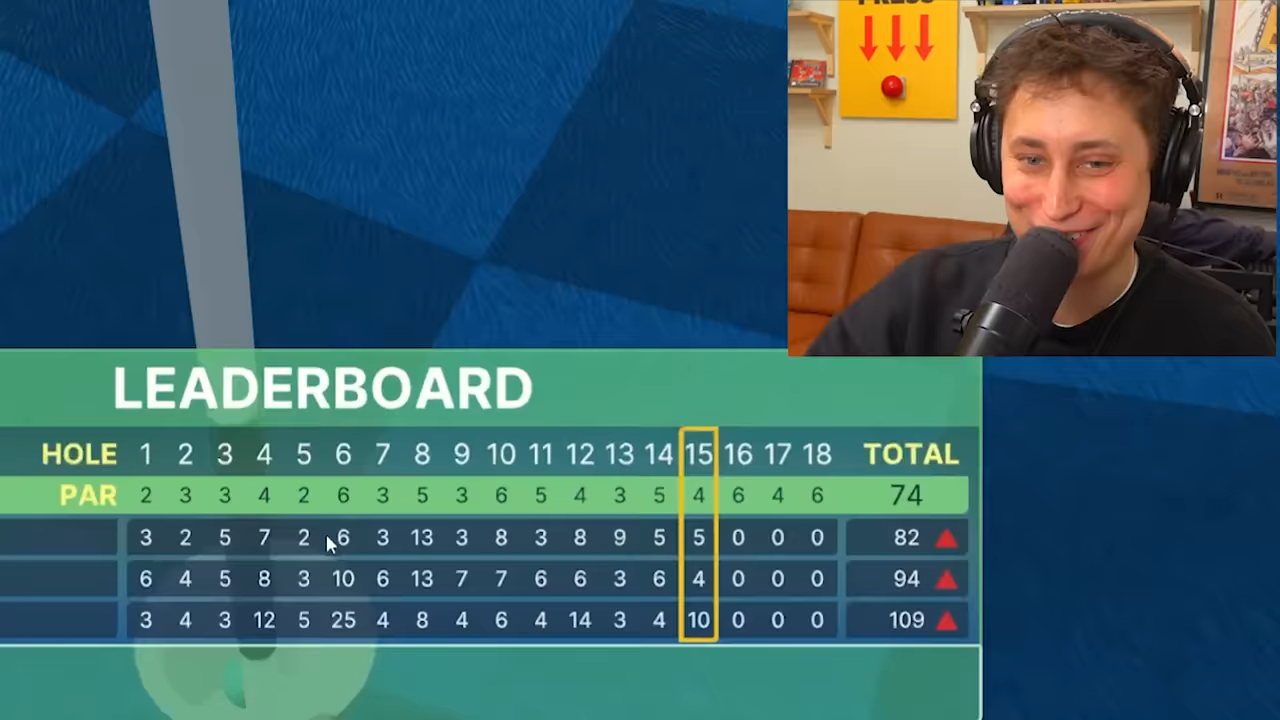 PRESS
LEADERBOARD
HOLE 1 2 3 4 5 6 7 8 9 10 11 12 13 14 15 16 17 18 TOTAL
PAR 2 3 3 4 2 6 3 5 3 6 5 4 3 5 4 6 4 6 74
3 2 5 7 2 6 3 13 3 8 3 8 9 5 5 0 0 0 82
6 4 5 8 3 10 6 13 7 7 6 6 3 6 4 0 0 0 94
3 4 3 12 5 25 4 8 4 6 4 14 3 4 10 0 0 0 109